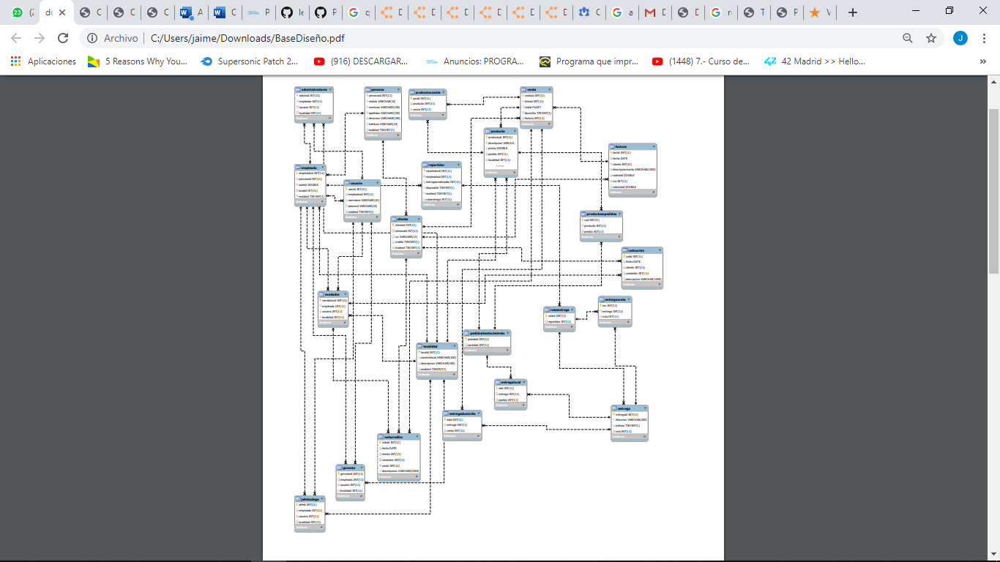 (2
dc
C
C
C
A
C
P
le
P
q
D
D
D
D
D
D
C
a
D
D
re
T
P
V
Archivo
C:/Users/jaime/Downloads/BaseDiseño.pdf
J
Aplicaciones
5 Reasons Why You...
Supersonic Patch 2...
(916) DESCARGAR...
Anuncios: PROGRA...
Programa que impr...
(1448) 7.- Curso de...
42 Madrid >> Hello...
administradores
adminid INT(11)
empleado INT(11)
usuario INT(11)
localidad INT(11)
Indexes
persona
personaid INT(11)
cedula VARCHAR(10)
nombres VARCHAR(100)
apellidos VARCHAR(100)
direccion VARCHAR(100)
telefono VARCHAR(10)
enabled TINYINT(1)
Indexes
productoxventa
pxvid INT(11)
producto INT(11)
venta INT(11)
Indexes
venta
ventaid INT(11)
cliente INT(11)
vtotal FLOAT
domicilio TINYINT(1)
factura INT(11)
Indexes
producto
productoid INT(11)
descripcion VARCHA...
precio DOUBLE
pedido INT(11)
localidad INT(11)
Indexes
factura
factid INT(11)
fecha DATE
cliente INT(11)
descripcionventa VARCHAR(1000)
subtotal DOUBLE
iva INT(11)
valortotal DOUBLE
Indexes
empleado
empleadoid INT(11)
personaid INT(11)
sueldo DOUBLE
localid INT(11)
enabled TINYINT(1)
Indexes
usuario
userid INT(11)
empleadoid INT(11)
username VARCHAR(10)
password VARCHAR(10)
enabled TINYINT(1)
Indexes
repartidor
repartidorid INT(11)
empleadoid INT(11)
entregasrealizadas INT(11)
disponible TINYINT(1)
enabled TINYINT(1)
rutaentrega INT(11)
Indexes
cliente
clienteid INT(11)
personaid INT(11)
ruc VARCHAR(13)
credito TINYINT(1)
enabled TINYINT(1)
Indexes
productosxpedidos
cod INT(11)
producto INT(11)
pedido INT(11)
Indexes
cotización
cotid INT(11)
fecha DATE
cliente INT(11)
vendedor INT(11)
descripcion VARCHAR(1000)
Indexes
vendedor
vendedorid INT(11)
empleado INT(11)
usuario INT(11)
localidad INT(11)
Indexes
rutaentrega
rutaid INT(11)
repartidor INT(11)
Indexes
entregaxruta
exr INT(11)
entrega INT(11)
ruta INT(11)
Indexes
pedidoabastecimiento
pedidoid INT(11)
cantidad INT(11)
Indexes
localidad
localid INT(11)
nombrelocal VARCHAR(100)
descripcion VARCHAR(100)
enabled TINYINT(1)
Indexes
entregalocal
elid INT(11)
entrega INT(11)
pedido INT(11)
Indexes
entregadomicilio
edid INT(11)
entrega INT(11)
venta INT(11)
Indexes
entrega
entregaid INT(11)
direccion VARCHAR(200)
exitosa TINYINT(1)
ruta INT(11)
Indexes
notacredito
notaid INT(11)
fecha DATE
cliente INT(11)
vendedor INT(11)
venta INT(11)
descripcion VARCHAR(1000)
Indexes
gerente
gerenteid INT(11)
empleado INT(11)
usuario INT(11)
localidad INT(11)
Indexes
jefebodega
jefeid INT(11)
empleado INT(11)
usuario INT(11)
localidad INT(11)
Indexes